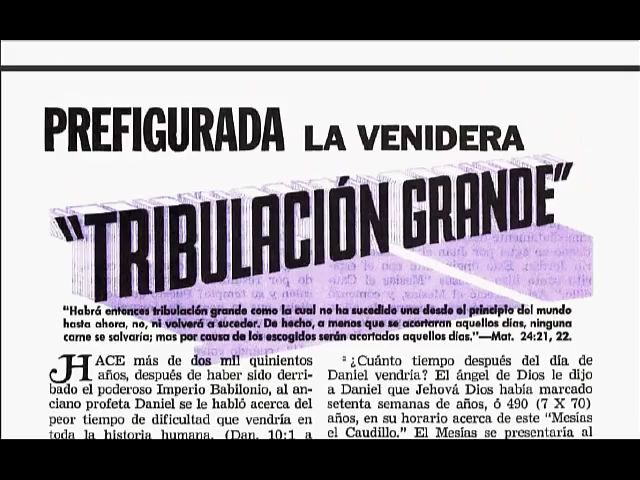 PREFIGURADA LA VENIDERA
"TRIBULACIÓN GRANDE"
"Habrá entonces tribulación grande como la cual no ha sucedido una desde el principio del mundo
hasta ahora, no, ni volverá a suceder. De hecho, a menos que se acortaran aquellos días, ninguna
carne se salvaría; mas por causa de los escogidos serán acortados aquellos días."—Mat. 24:21, 22.
HACE más de dos mil quinientos
años, después de haber sido derri-
bado el poderoso Imperio Babilonio, al an-
ciano profeta Daniel se le habló acerca del
peor tiempo de dificultad que vendría en
toda la historia humana. (Dan. 10:1 a
² ¿Cuánto tiempo después del día de
Daniel vendría? El ángel de Dios le dijo
a Daniel que Jehová Dios había marcado
setenta semanas de años, ó 490 (7 X 70)
años, en su horario acerca de este "Mesías
el Caudillo." El Mesías se presentaría al